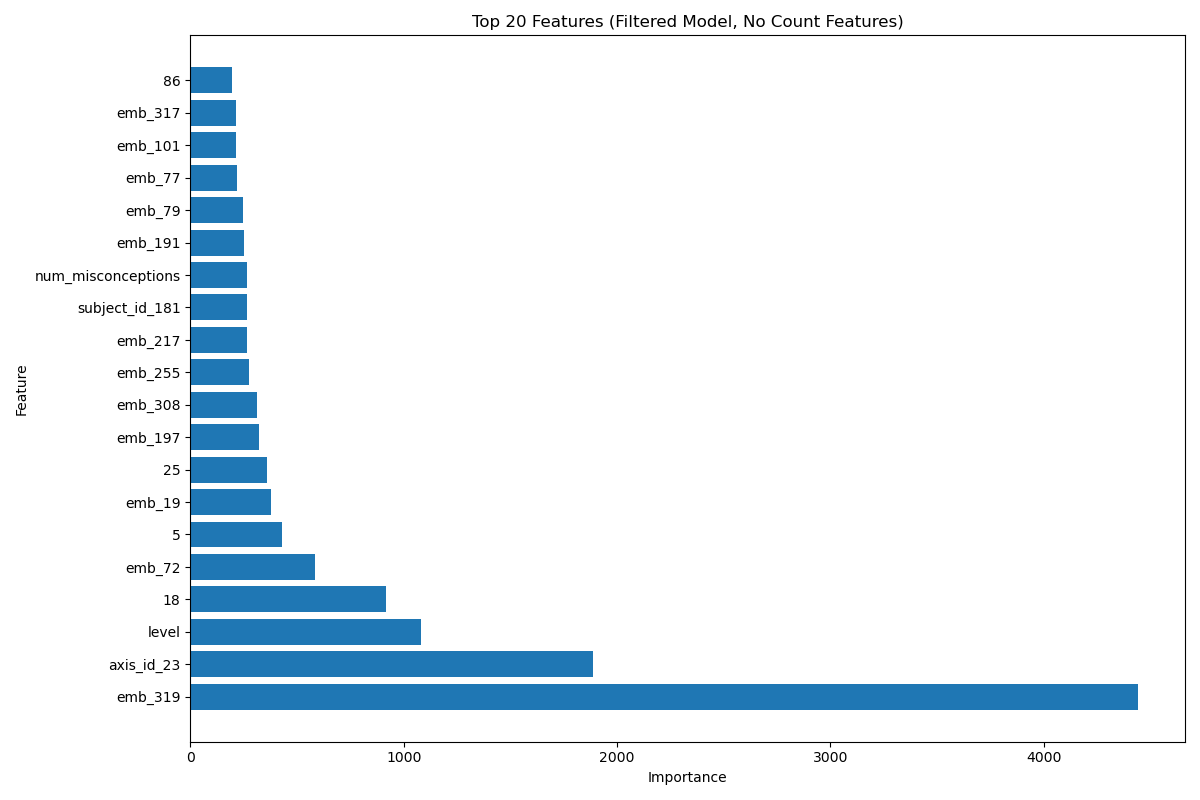 Top 20 Features (Filtered Model, No Count Features)
86
emb_317
emb_101
emb_77
emb_79
emb_191
num_misconceptions
subject_id_181
emb_217
emb_255
emb_308
emb_197
25
emb_19
5
emb_72
18
level
axis_id_23
emb_319
Feature
0 1000 2000 3000 4000
Importance